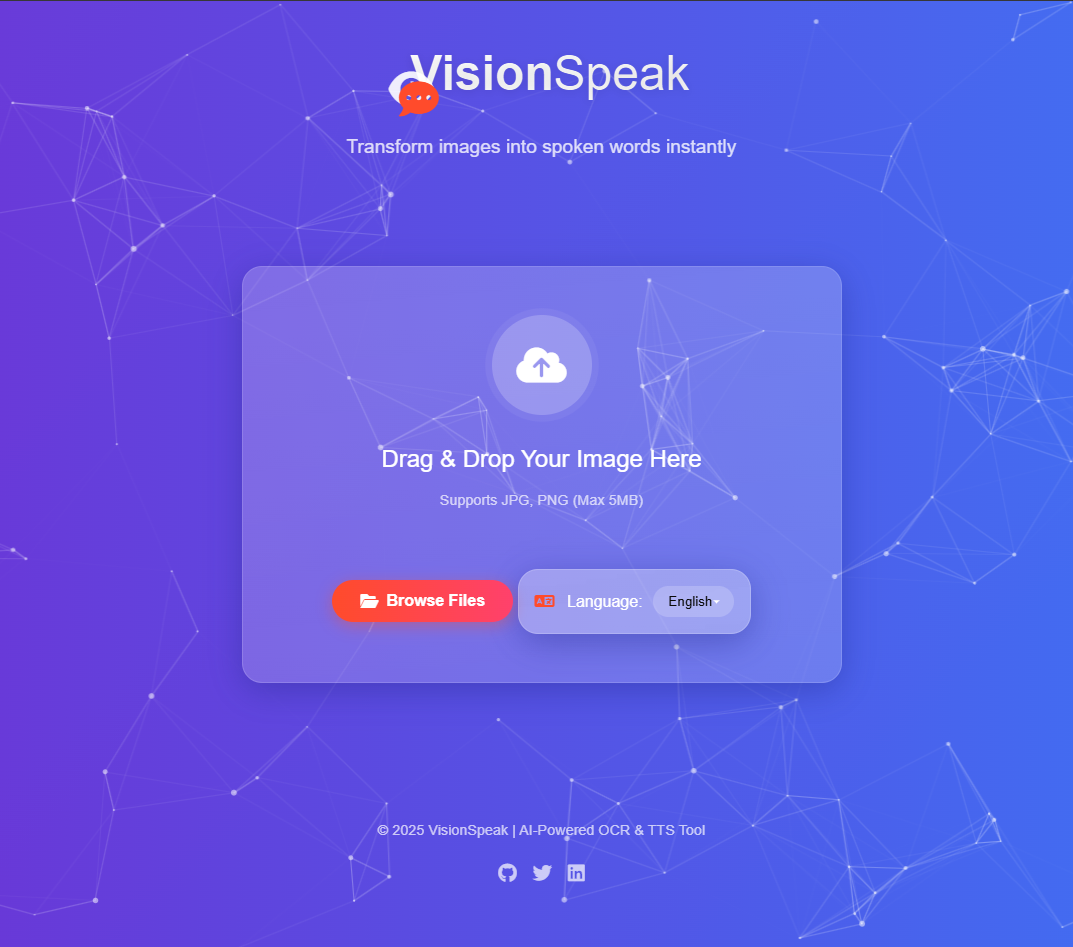 VisionSpeak
Transform images into spoken words instantly
Drag & Drop Your Image Here
Supports JPG, PNG (Max 5MB)
Browse Files
Language: English
© 2025 VisionSpeak | AI-Powered OCR & TTS Tool